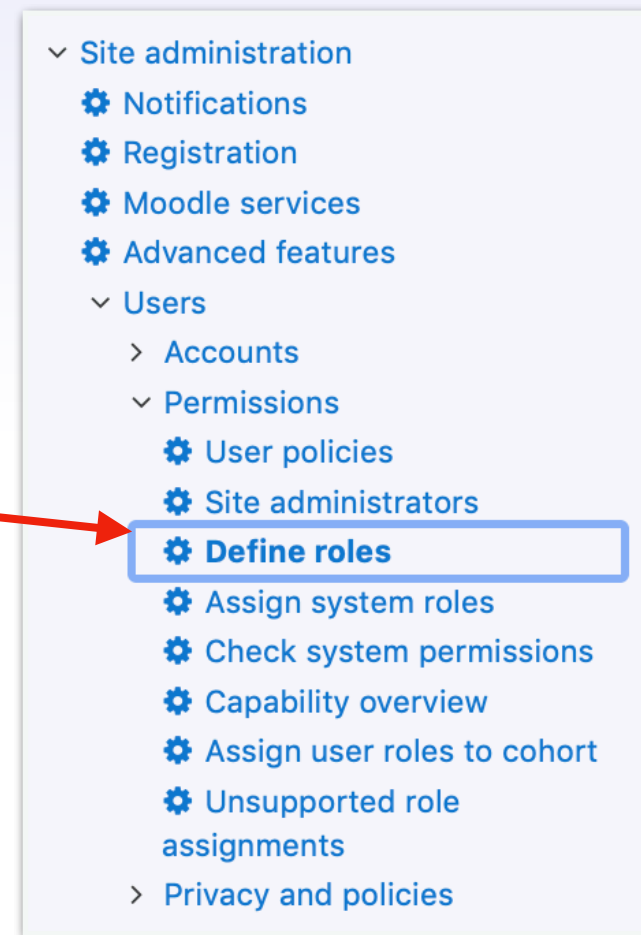 Site administration
Notifications
Registration
Moodle services
Advanced features
Users
Accounts
Permissions
User policies
Site administrators
Define roles
Assign system roles
Check system permissions
Capability overview
Assign user roles to cohort
Unsupported role
assignments
Privacy and policies